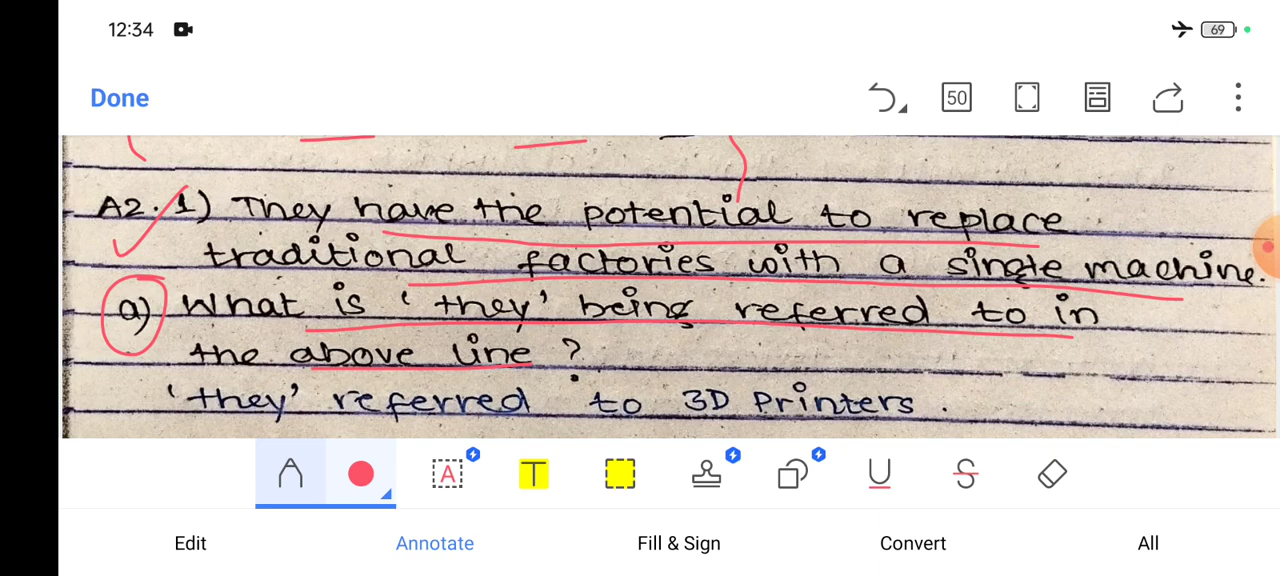 12:34
69
Done
50
A2. 1) They have the potential to replace
traditional factories with a single machine.
a) What is 'they' being referred to in
the above line ?
'they' referred to 3D Printers .
A
T
U
S
Edit
Annotate
Fill & Sign
Convert
All